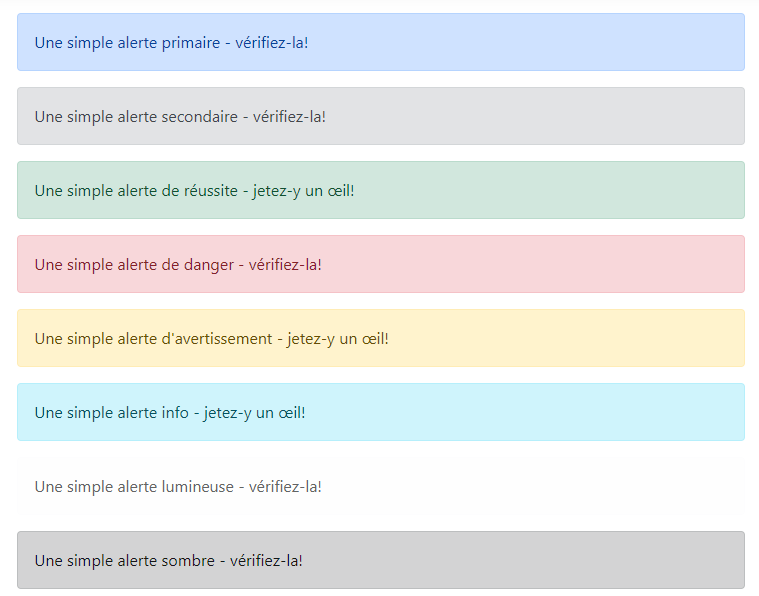 Une simple alerte primaire - vérifiez-la!
Une simple alerte secondaire - vérifiez-la!
Une simple alerte de réussite - jetez-y un œil!
Une simple alerte de danger - vérifiez-la!
Une simple alerte d'avertissement - jetez-y un œil!
Une simple alerte info - jetez-y un œil!
Une simple alerte lumineuse - vérifiez-la!
Une simple alerte sombre - vérifiez-la!